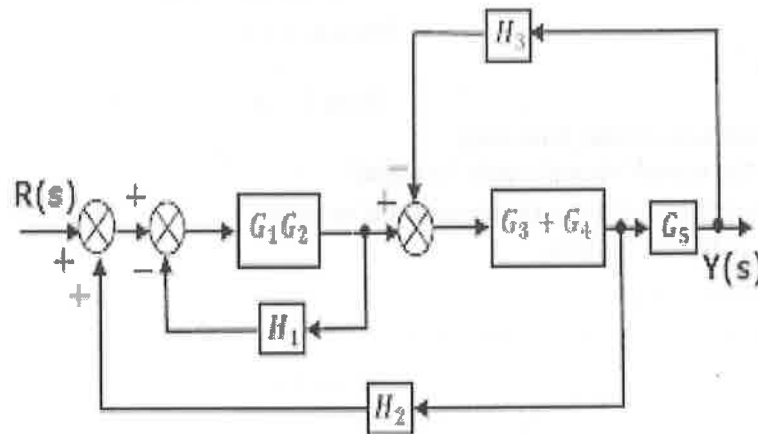 H₃
−
R(s)
+
+
G₁G₂
G₃ + G₄
G₅
+
−
Y(s)
+
H₁
H₂